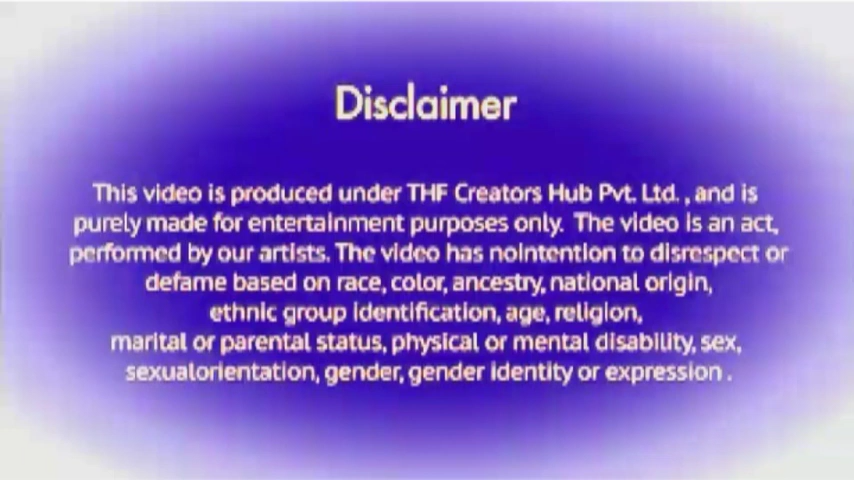 Disclaimer
This video is produced under THF Creators Hub Pvt. Ltd. , and is
purely made for entertainment purposes only. The video is an act,
performed by our artists. The video has nointention to disrespect or
defame based on race, color, ancestry, national origin,
ethnic group identification, age, religion,
marital or parental status, physical or mental disability, sex,
sexualorientation, gender, gender identity or expression .